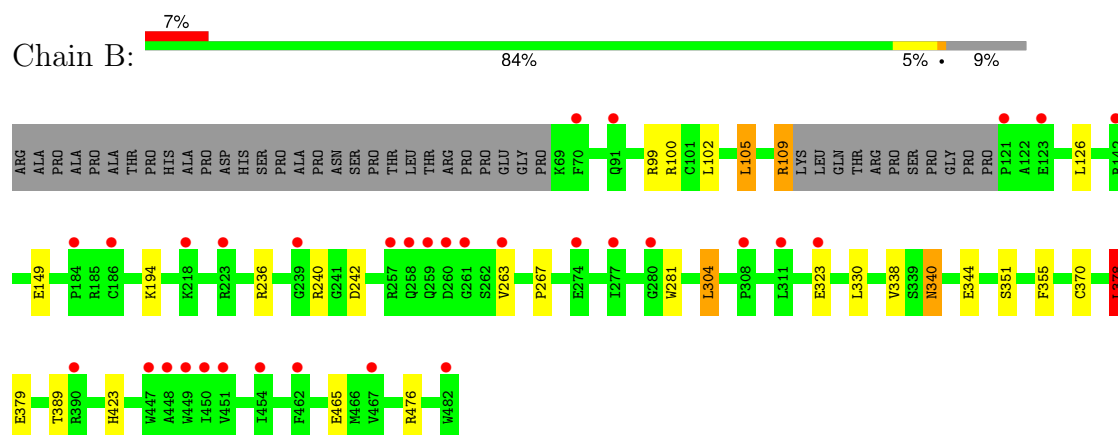 7%
Chain B:
84% 5% • 9%
ARG ALA PRO ALA PRO ALA THR PRO HIS ALA PRO ASP HIS SER PRO ALA PRO ASN SER PRO THR LEU THR ARG PRO PRO GLU GLY PRO K69 F70 Q91 R99 R100 C101 L102 L105 R109 LYS LEU GLN THR ARG PRO SER PRO GLY PRO PRO P121 A122 E123 L126
E149 P184 R185 C186 K194 K218 R223 R236 G239 R240 G241 D242 R257 Q258 Q259 D260 G261 S262 V263 P267 E274 I277 G280 W281 L304 P308 L311 E323 L330 V338 S339 N340 E344 S351 F355 C370 L378
E379 T389 R390 H423 W447 A448 W449 I450 V451 I454 F462 E465 M466 V467 R476 W482